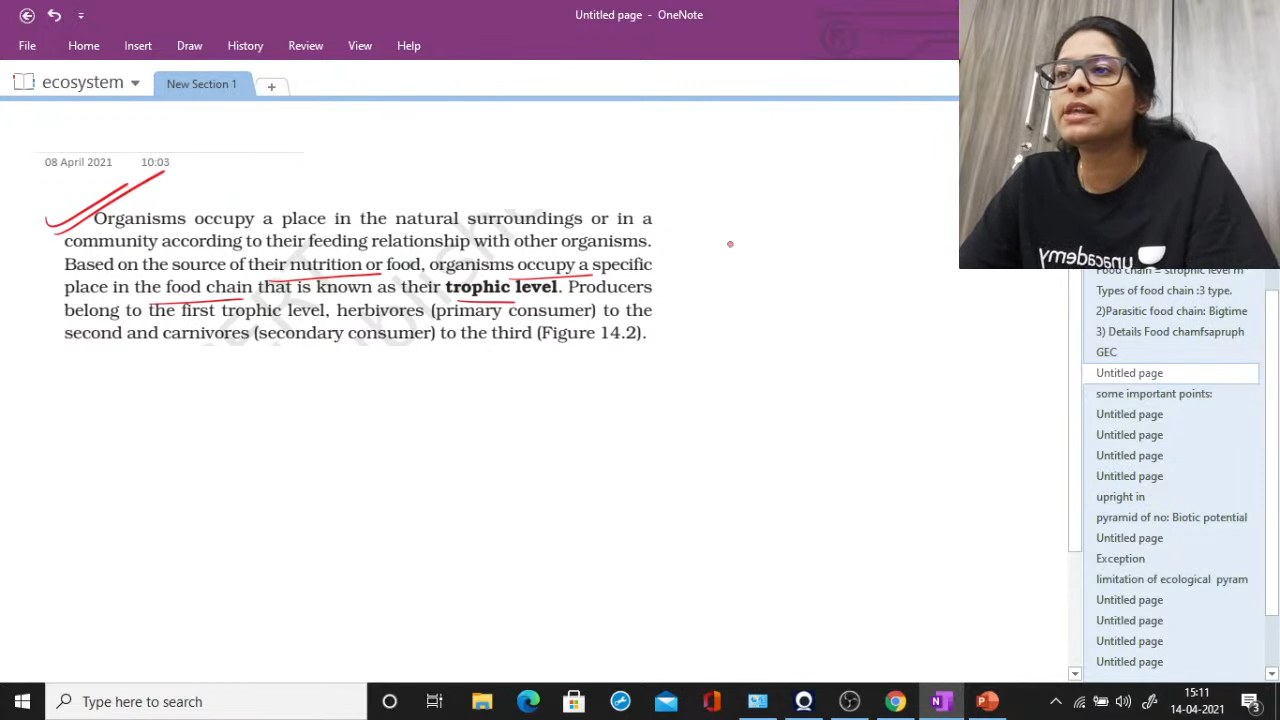 Untitled page - OneNote
File Home Insert Draw History Review View Help
ecosystem New Section 1 +
08 April 2021 10:03
Organisms occupy a place in the natural surroundings or in a
community according to their feeding relationship with other organisms.
Based on the source of their nutrition or food, organisms occupy a specific
place in the food chain that is known as their trophic level. Producers
belong to the first trophic level, herbivores (primary consumer) to the
second and carnivores (secondary consumer) to the third (Figure 14.2).
unacademy
Food chain = strophic level m
Types of food chain :3 type.
2)Parasitic food chain: Bigtime
3) Details Food chamfsapruph
GEC
Untitled page
some important points:
Untitled page
Untitled page
Untitled page
Untitled page
upright in
pyramid of no: Biotic potential
Untitled page
Exception
limitation of ecological pyram
Untitled page
Untitled page
Untitled page
Untitled page
Type here to search
15:11
14-04-2021
3